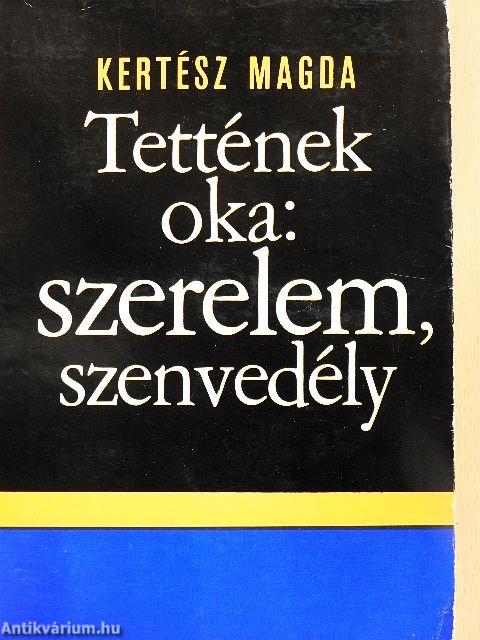 KERTÉSZ MAGDA
Tettének
oka:
szerelem,
szenvedély
Antikvárium.hu